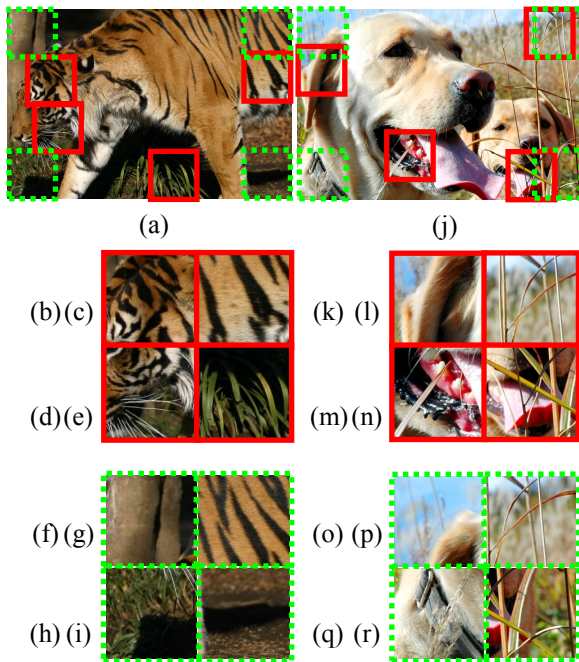 (a) (j)
(b) (c) (k) (l)
(d) (e) (m) (n)
(f) (g) (o) (p)
(h) (i) (q) (r)